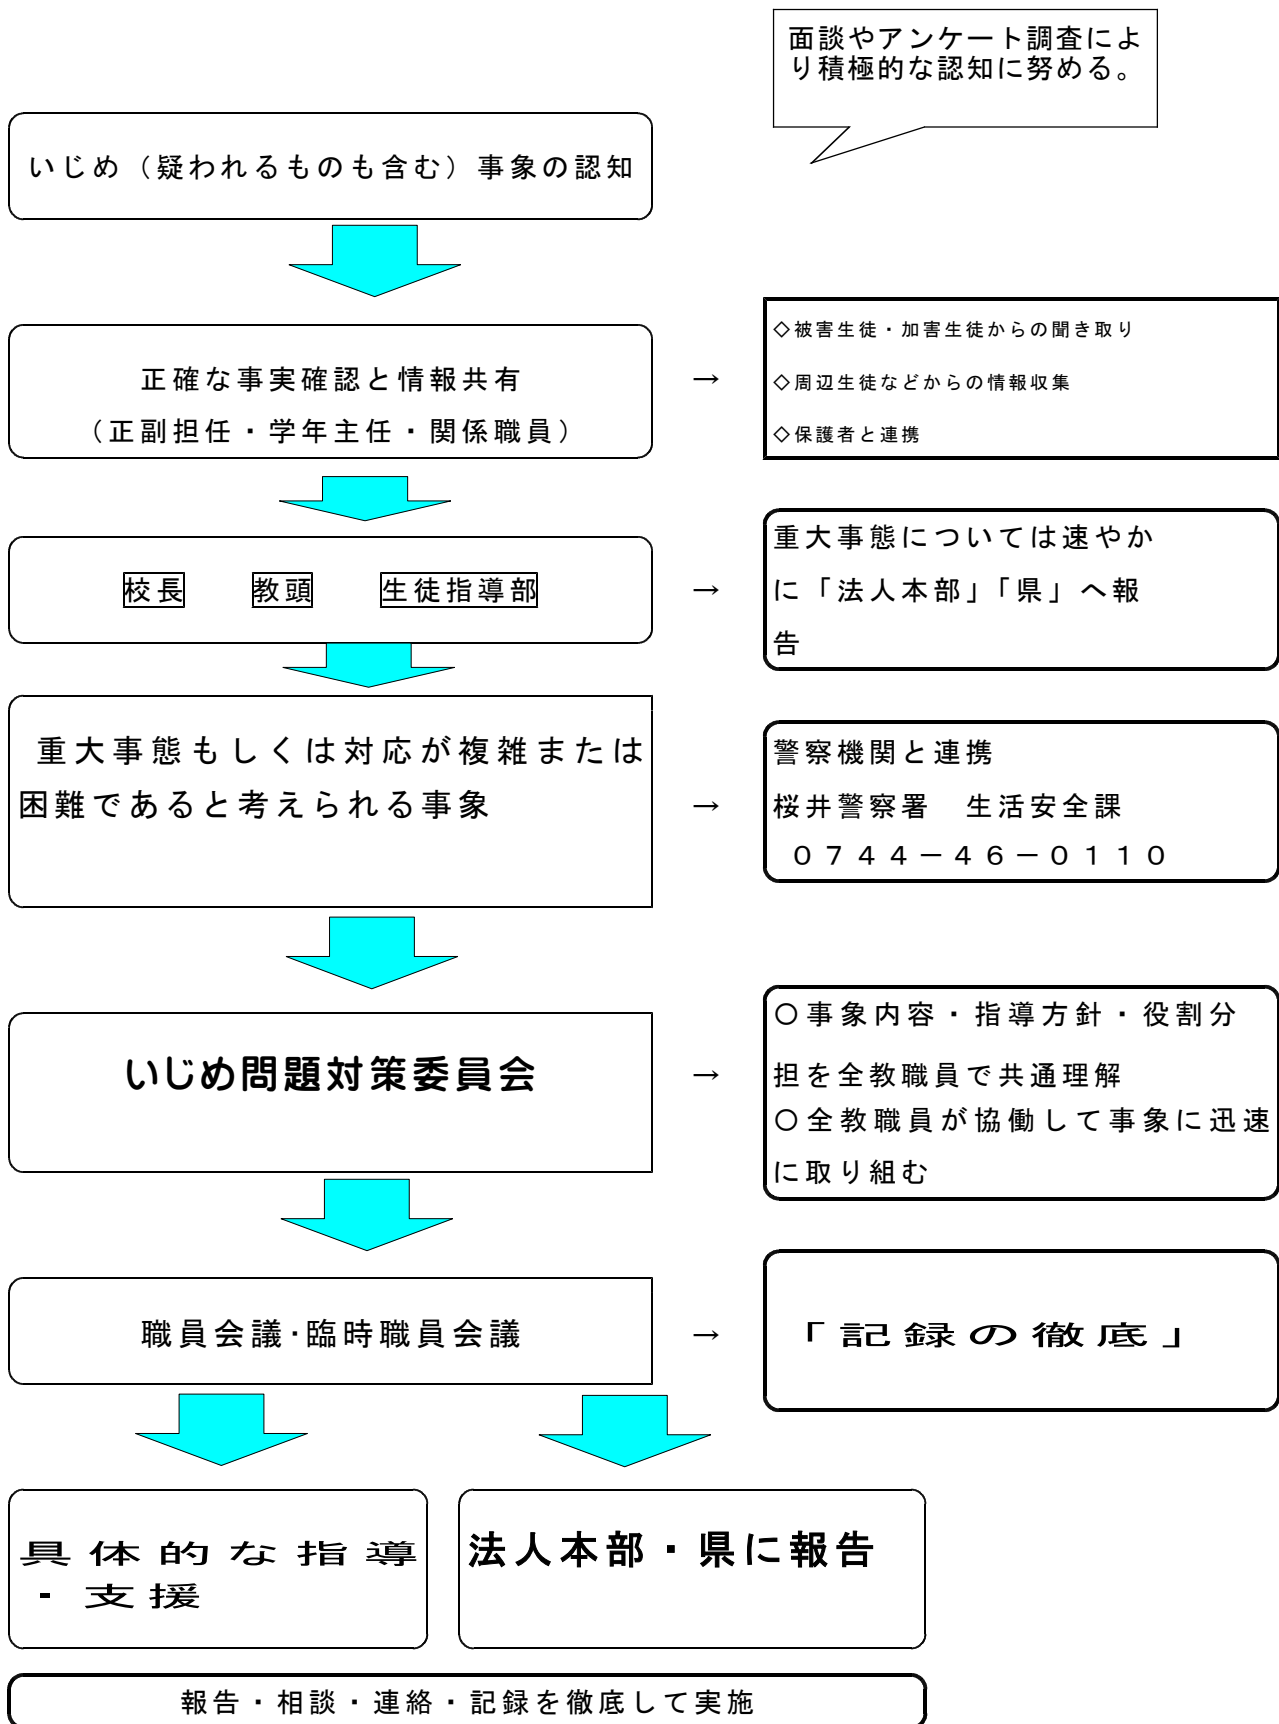 面談やアンケート調査によ
り積極的な認知に努める。
いじめ（疑われるものも含む）事象の認知
正確な事実確認と情報共有
（正副担任・学年主任・関係職員）
→
◇被害生徒・加害生徒からの聞き取り
◇周辺生徒などからの情報収集
◇保護者と連携
校長　教頭　生徒指導部
→
重大事態については速やか
に「法人本部」「県」へ報
告
重大事態もしくは対応が複雑または
困難であると考えられる事象
→
警察機関と連携
桜井警察署　生活安全課
０７４４－４６－０１１０
いじめ問題対策委員会
→
○事象内容・指導方針・役割分
担を全教職員で共通理解
○全教職員が協働して事象に迅速
に取り組む
職員会議・臨時職員会議
→
「記録の徹底」
具体的な指導
・支援
法人本部・県に報告
報告・相談・連絡・記録を徹底して実施